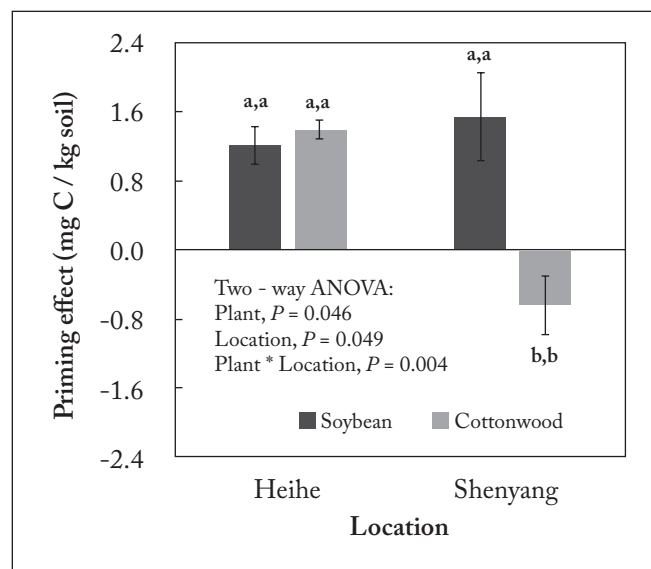 Priming effect (mg C / kg soil)
2.4
1.6
0.8
0.0
-0.8
-1.6
-2.4
a,a
a,a
a,a
b,b
Two - way ANOVA:
Plant, P = 0.046
Location, P = 0.049
Plant * Location, P = 0.004
Soybean
Cottonwood
Heihe
Shenyang
Location